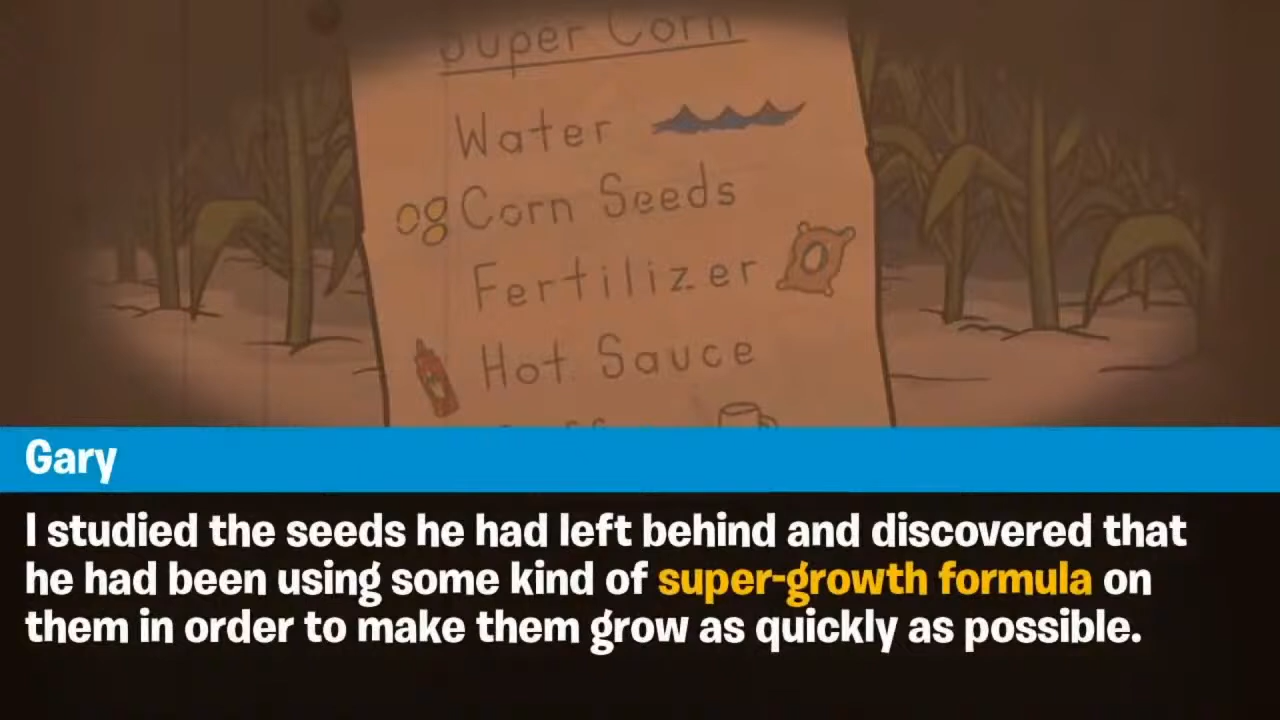 Super Corn
Water
Corn Seeds
Fertilizer
Hot Sauce
Gary
I studied the seeds he had left behind and discovered that
he had been using some kind of super-growth formula on
them in order to make them grow as quickly as possible.